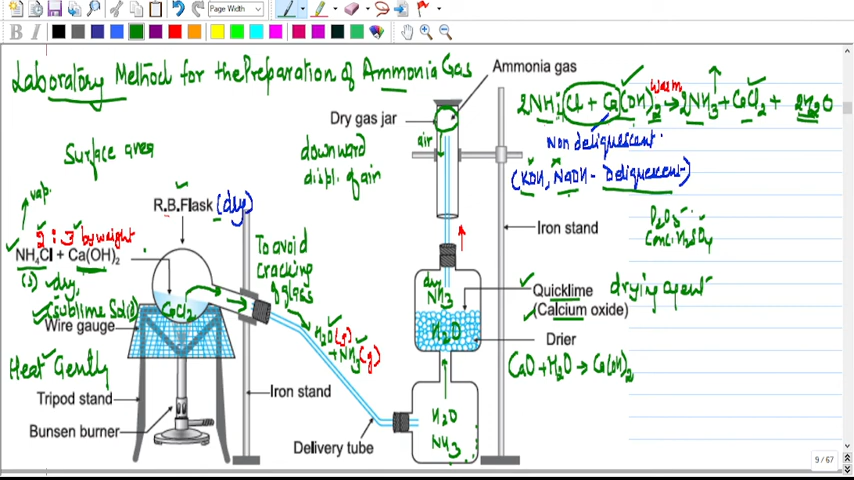 Page Width
B I
Laboratory Method for the Preparation of Ammonia Gas
Ammonia gas
2NH4Cl + Ca(OH)2 → 2NH3 + CaCl2 + 2H2O
warm
Dry gas jar
air
Non deliquescent.
Surface area
downward
displ. of air
(KOH, NaOH - Deliquescent)
vap.
R.B. Flask (dry)
P2O5
Conc. H2SO4
Iron stand
2 : 3 by weight
NH4Cl + Ca(OH)2
To avoid
cracking
of glass
(s) dry,
dry
NH3
Quicklime
drying agent
(Calcium oxide)
(Sublime Solid)
CaCl2
Wire gauge
H2O(g)
+ NH3(g)
H2O
Drier
Heat Gently
CaO + H2O → Ca(OH)2
Tripod stand
Iron stand
Bunsen burner
H2O
NH3
Delivery tube
9 / 67